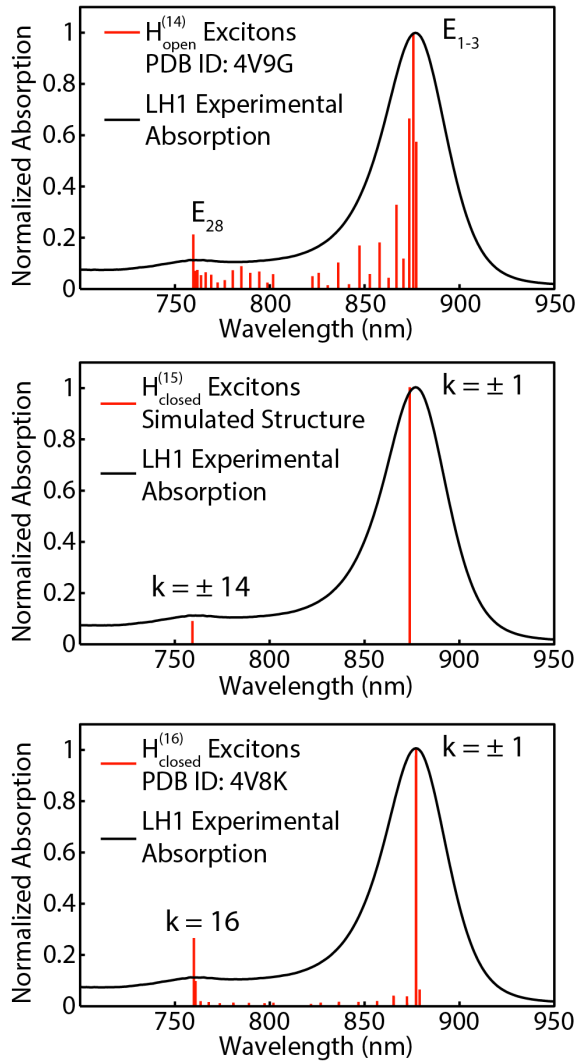 H(14)open Excitons
PDB ID: 4V9G
LH1 Experimental
Absorption
E1-3
E28
Normalized Absorption
1
0.8
0.6
0.4
0.2
0
750
800
850
900
950
Wavelength (nm)
H(15)closed Excitons
Simulated Structure
LH1 Experimental
Absorption
k = ± 1
k = ± 14
Normalized Absorption
1
0.8
0.6
0.4
0.2
0
750
800
850
900
950
Wavelength (nm)
H(16)closed Excitons
PDB ID: 4V8K
LH1 Experimental
Absorption
k = ± 1
k = 16
Normalized Absorption
1
0.8
0.6
0.4
0.2
0
750
800
850
900
950
Wavelength (nm)